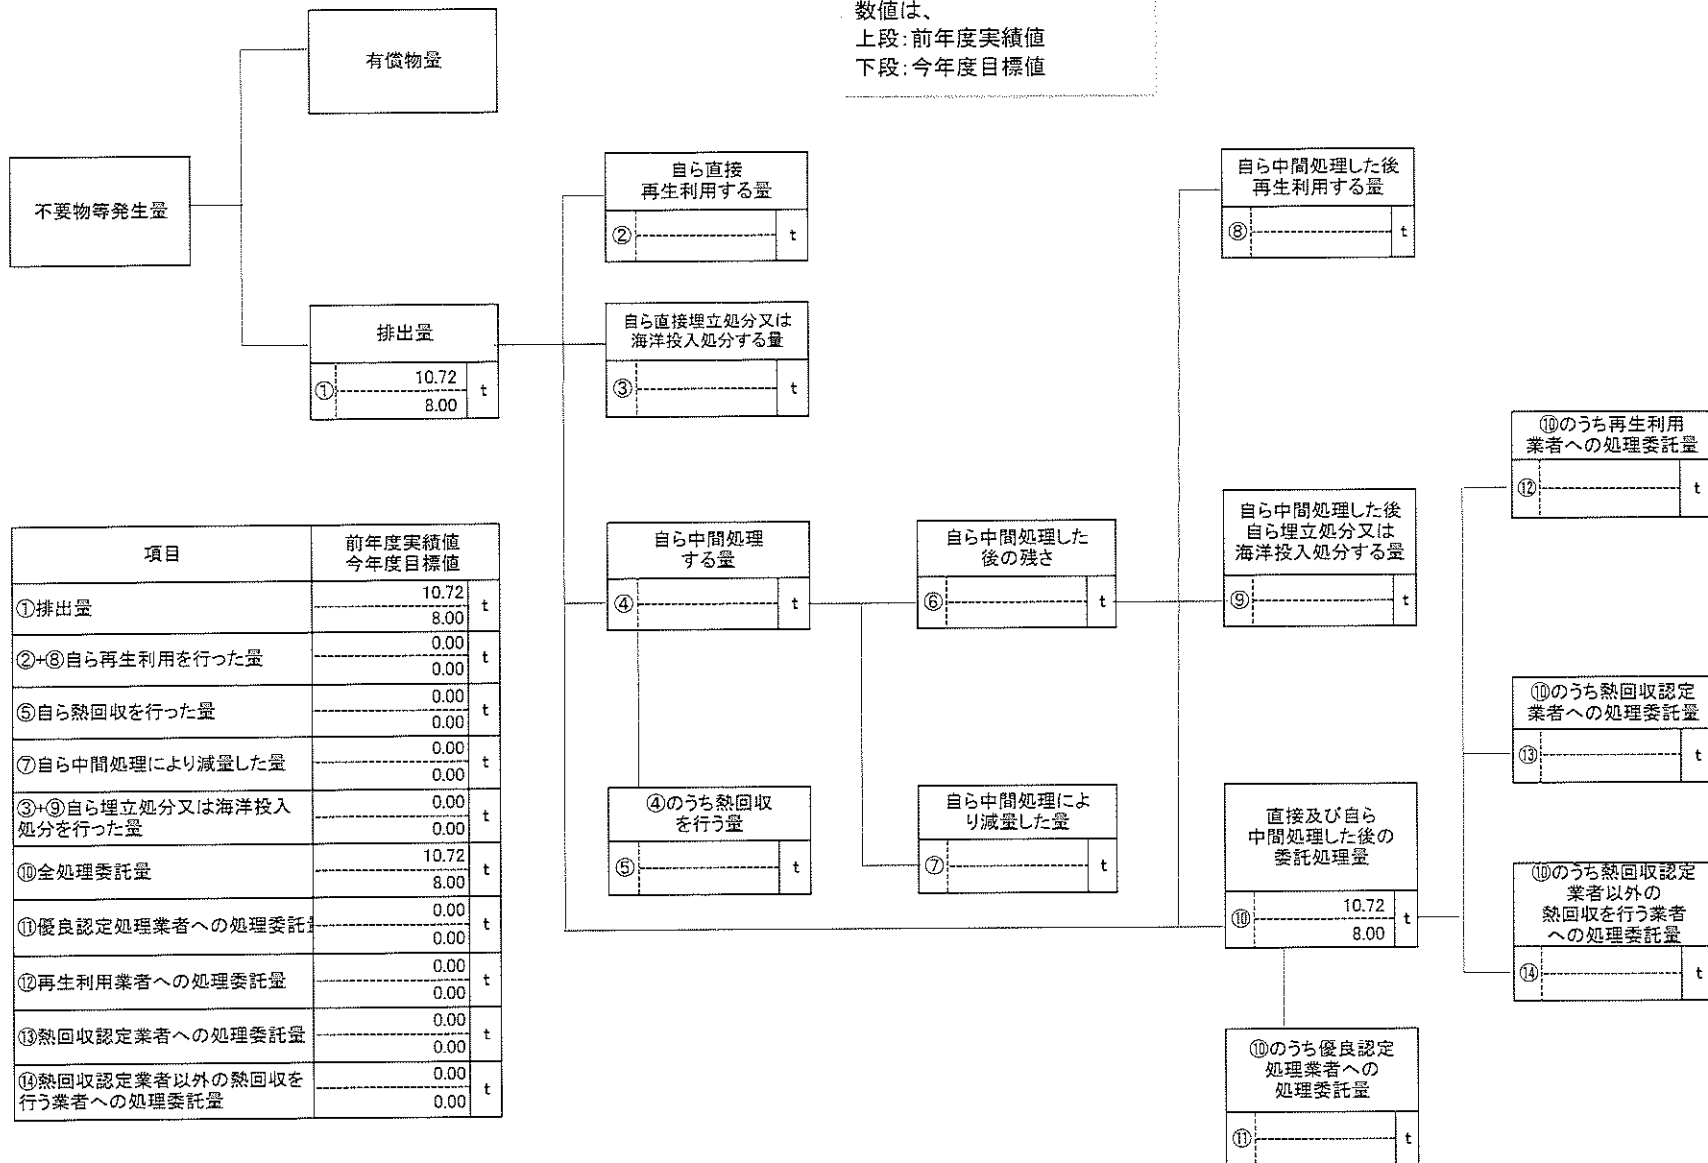 数値は、
上段:前年度実績値
下段:今年度目標値
有償物量
不要物等発生量
排出量
① 10.72 t
8.00
自ら直接
再生利用する量
② t
自ら直接埋立処分又は
海洋投入処分する量
③ t
自ら中間処理した後
再生利用する量
⑧ t
自ら中間処理
する量
④ t
自ら中間処理した
後の残さ
⑥ t
自ら中間処理した後
自ら埋立処分又は
海洋投入処分する量
⑨ t
④のうち熱回収
を行う量
⑤ t
自ら中間処理によ
り減量した量
⑦ t
直接及び自ら
中間処理した後の
委託処理量
⑩ 10.72 t
8.00
⑩のうち優良認定
処理業者への
処理委託量
⑪ t
⑩のうち再生利用
業者への処理委託量
⑫ t
⑩のうち熱回収認定
業者への処理委託量
⑬ t
⑩のうち熱回収認定
業者以外の
熱回収を行う業者
への処理委託量
⑭ t
項目 前年度実績値
今年度目標値
①排出量 10.72 t
8.00
②+⑧自ら再生利用を行った量 0.00 t
0.00
⑤自ら熱回収を行った量 0.00 t
0.00
⑦自ら中間処理により減量した量 0.00 t
0.00
③+⑨自ら埋立処分又は海洋投入 0.00 t
処分を行った量 0.00
⑩全処理委託量 10.72 t
8.00
⑪優良認定処理業者への処理委託 0.00 t
0.00
⑫再生利用業者への処理委託量 0.00 t
0.00
⑬熱回収認定業者への処理委託量 0.00 t
0.00
⑭熱回収認定業者以外の熱回収を 0.00 t
行う業者への処理委託量 0.00